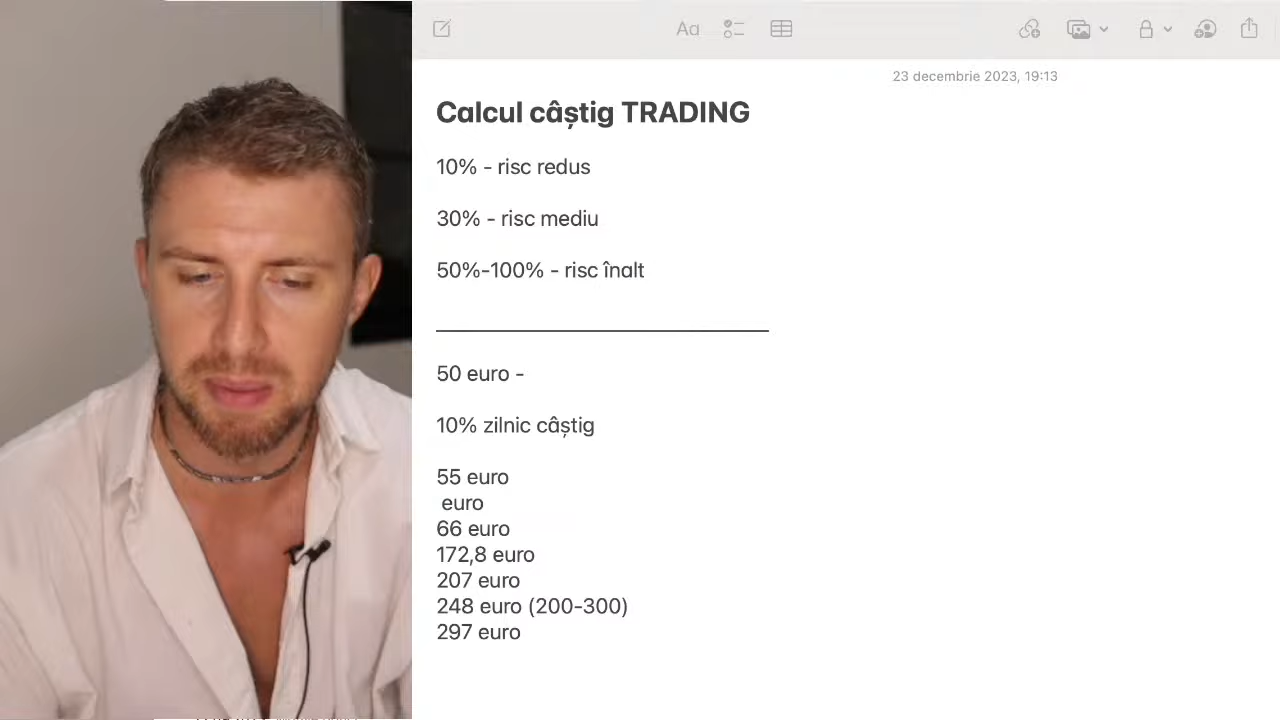 Aa
23 decembrie 2023, 19:13
Calcul câștig TRADING
10% - risc redus
30% - risc mediu
50%-100% - risc înalt
50 euro -
10% zilnic câștig
55 euro
euro
66 euro
172,8 euro
207 euro
248 euro (200-300)
297 euro